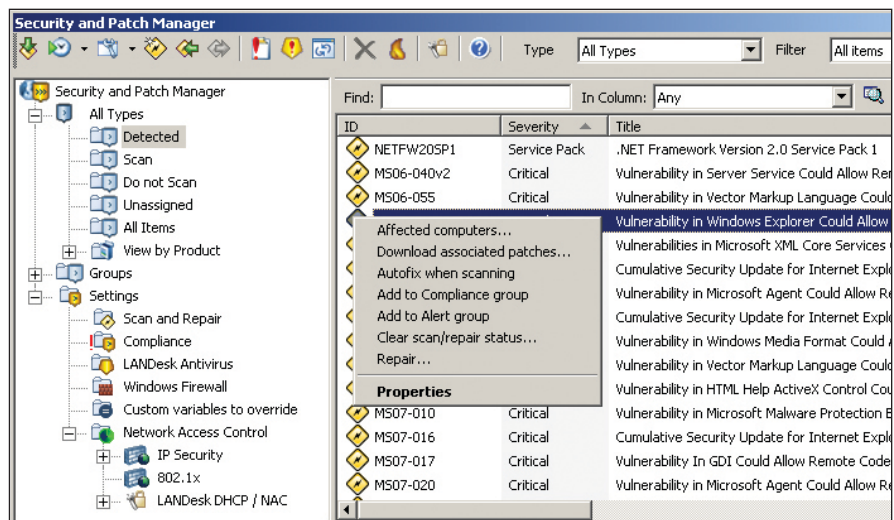 Security and Patch Manager
Type All Types Filter All items
Security and Patch Manager
All Types
Detected
Scan
Do not Scan
Unassigned
All Items
View by Product
Groups
Settings
Scan and Repair
Compliance
LANDesk Antivirus
Windows Firewall
Custom variables to override
Network Access Control
IP Security
802.1x
LANDesk DHCP / NAC
Find: In Column: Any
ID Severity Title
NETFW20SP1 Service Pack .NET Framework Version 2.0 Service Pack 1
MS06-040v2 Critical Vulnerability in Server Service Could Allow Rer
MS06-055 Critical Vulnerability in Vector Markup Language Could
Vulnerability in Windows Explorer Could Allow
Vulnerabilities in Microsoft XML Core Services
Cumulative Security Update for Internet Explo
Vulnerability in Microsoft Agent Could Allow Re
Cumulative Security Update for Internet Explo
Vulnerability in Windows Media Format Could
Vulnerability in Vector Markup Language Could
Vulnerability in HTML Help ActiveX Control Cou
Affected computers...
Download associated patches...
Autofix when scanning
Add to Compliance group
Add to Alert group
Clear scan/repair status...
Repair...
Properties
MS07-010 Critical Vulnerability in Microsoft Malware Protection E
MS07-016 Critical Cumulative Security Update for Internet Explo
MS07-017 Critical Vulnerability In GDI Could Allow Remote Code
MS07-020 Critical Vulnerability in Microsoft Agent Could Allow Re